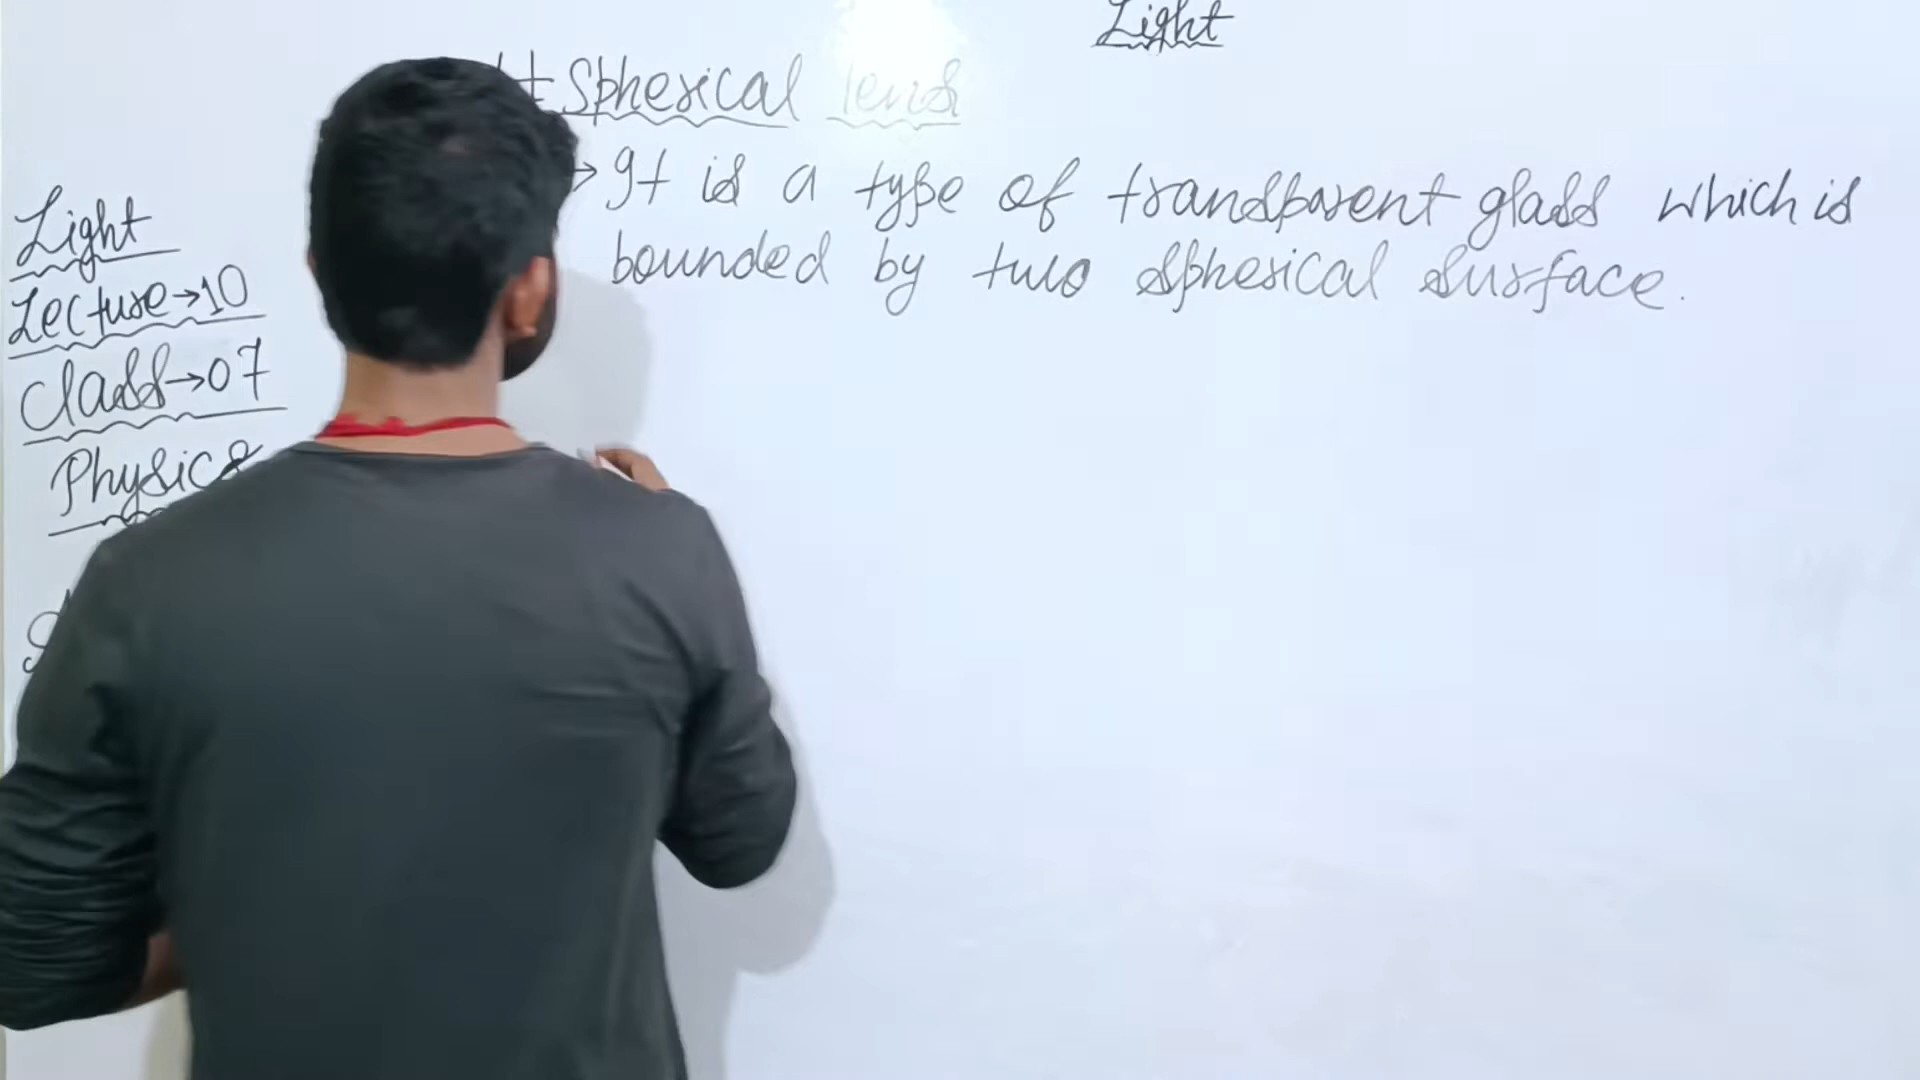 Light
# Spherical lens
→ It is a type of transparent glass which is
bounded by two spherical surface.
Light
Lecture→10
Class→07
Physics